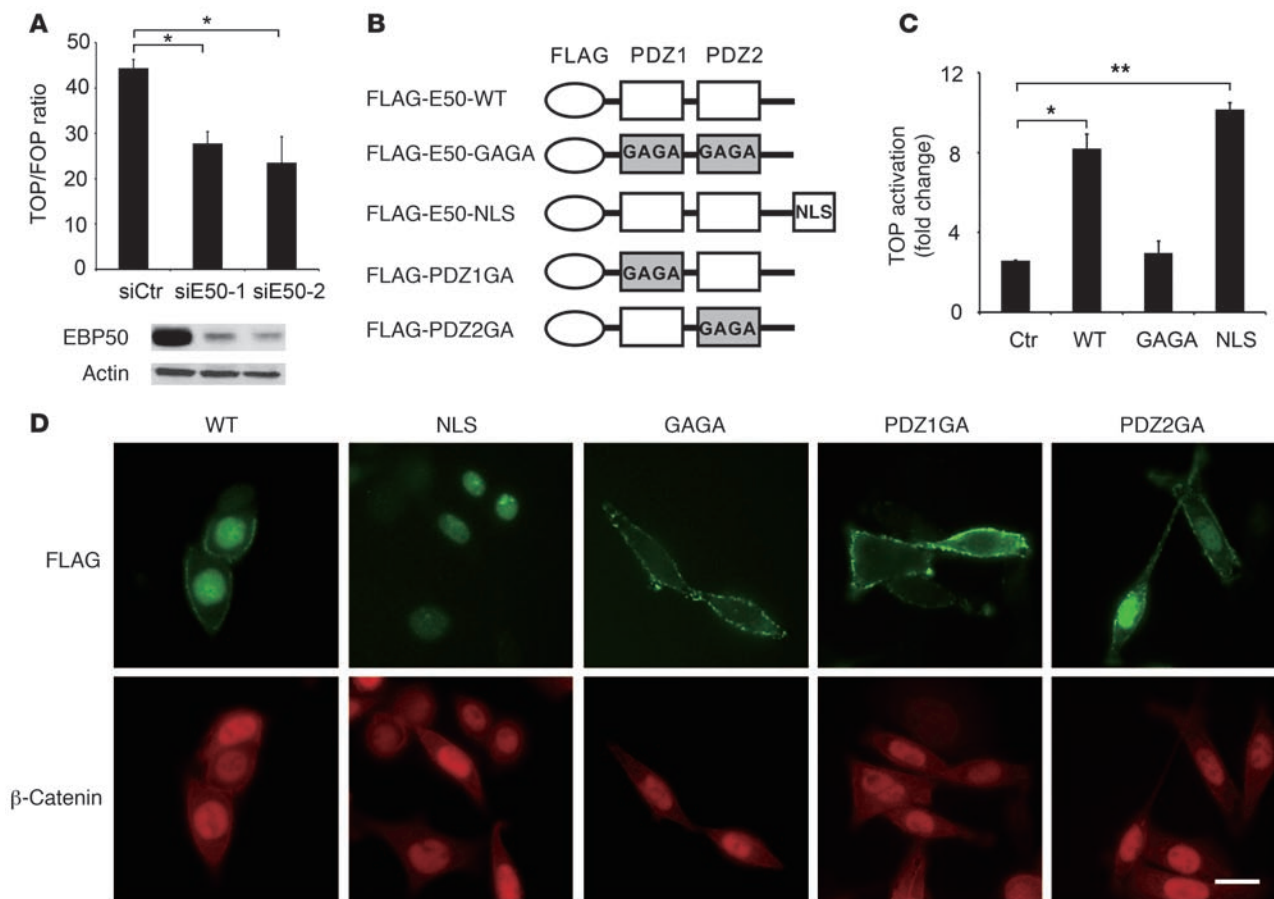 A
* 
*
50
40
30
20
10
0
TOP/FOP ratio
siCtr siE50-1 siE50-2
EBP50
Actin
B
FLAG PDZ1 PDZ2
FLAG-E50-WT
FLAG-E50-GAGA GAGA GAGA
FLAG-E50-NLS NLS
FLAG-PDZ1GA GAGA
FLAG-PDZ2GA GAGA
C
**
*
12
8
4
0
TOP activation
(fold change)
Ctr WT GAGA NLS
D
WT NLS GAGA PDZ1GA PDZ2GA
FLAG
β-Catenin